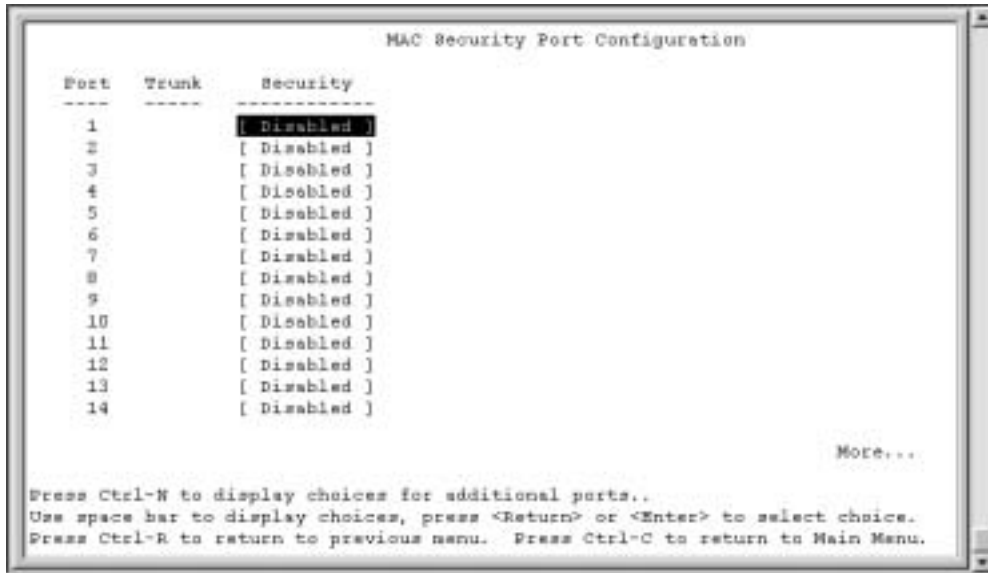 MAC Security Port Configuration
Port Trunk Security
---- ----- ------------
1 [ Disabled ]
2 [ Disabled ]
3 [ Disabled ]
4 [ Disabled ]
5 [ Disabled ]
6 [ Disabled ]
7 [ Disabled ]
8 [ Disabled ]
9 [ Disabled ]
10 [ Disabled ]
11 [ Disabled ]
12 [ Disabled ]
13 [ Disabled ]
14 [ Disabled ]
More...
Press Ctrl-N to display choices for additional ports..
Use space bar to display choices, press <Return> or <Enter> to select choice.
Press Ctrl-R to return to previous menu. Press Ctrl-C to return to Main Menu.